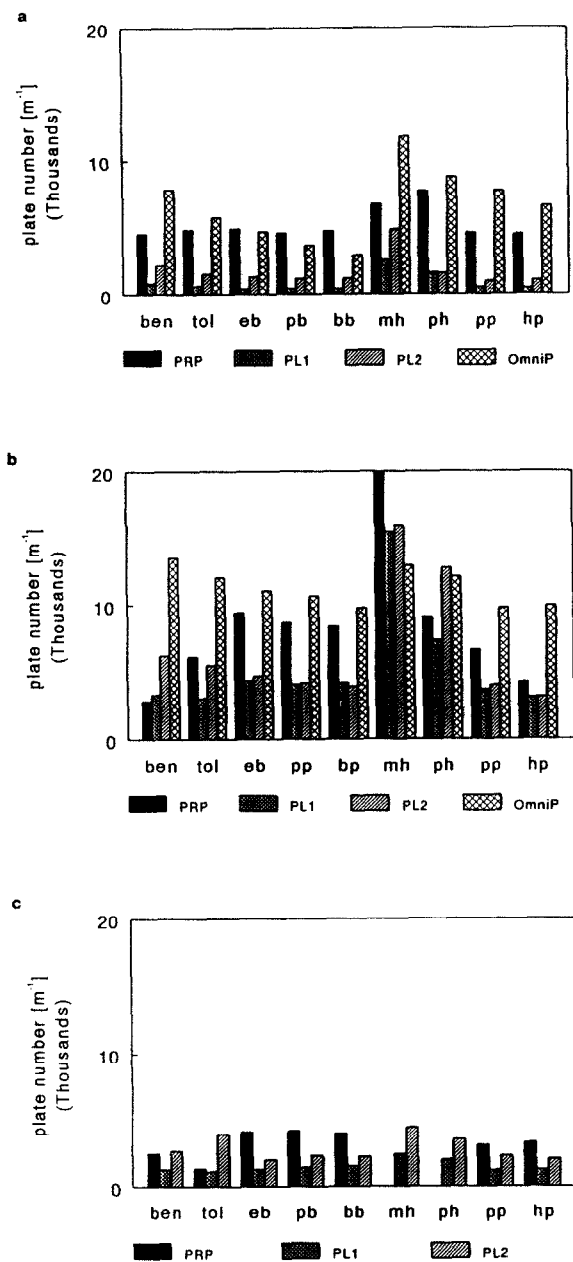 a
20
10
0
plate number [m⁻¹]
(Thousands)
ben tol eb pb bb mh ph pp hp
PRP PL1 PL2 OmniP
b
20
10
0
plate number [m⁻¹]
(Thousands)
ben tol eb pp bp mh ph pp hp
PRP PL1 PL2 OmniP
c
20
10
0
plate number [m⁻¹]
(Thousands)
ben tol eb pb bb mh ph pp hp
PRP PL1 PL2